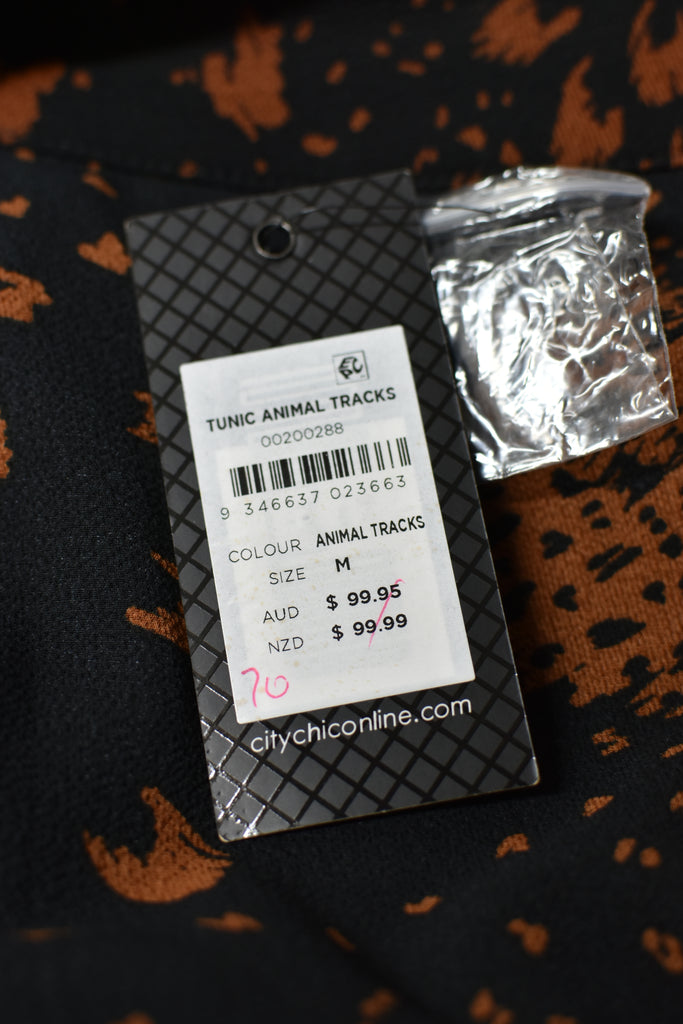 TUNIC ANIMAL TRACKS
00200288
9 346637 023663
COLOUR ANIMAL TRACKS
SIZE M
AUD $ 99.95
NZD $ 99.99
70
citychiconline.com